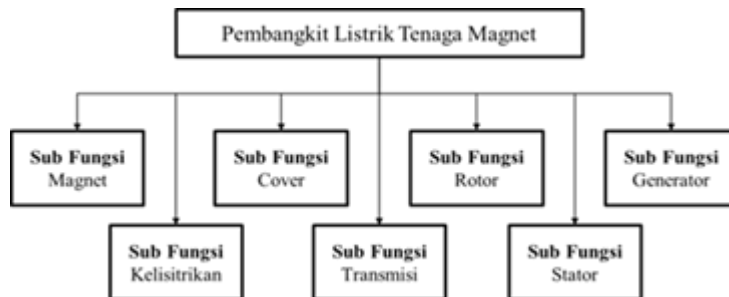 Pembangkit Listrik Tenaga Magnet
Sub Fungsi
Magnet
Sub Fungsi
Cover
Sub Fungsi
Rotor
Sub Fungsi
Generator
Sub Fungsi
Kelisitrikan
Sub Fungsi
Transmisi
Sub Fungsi
Stator